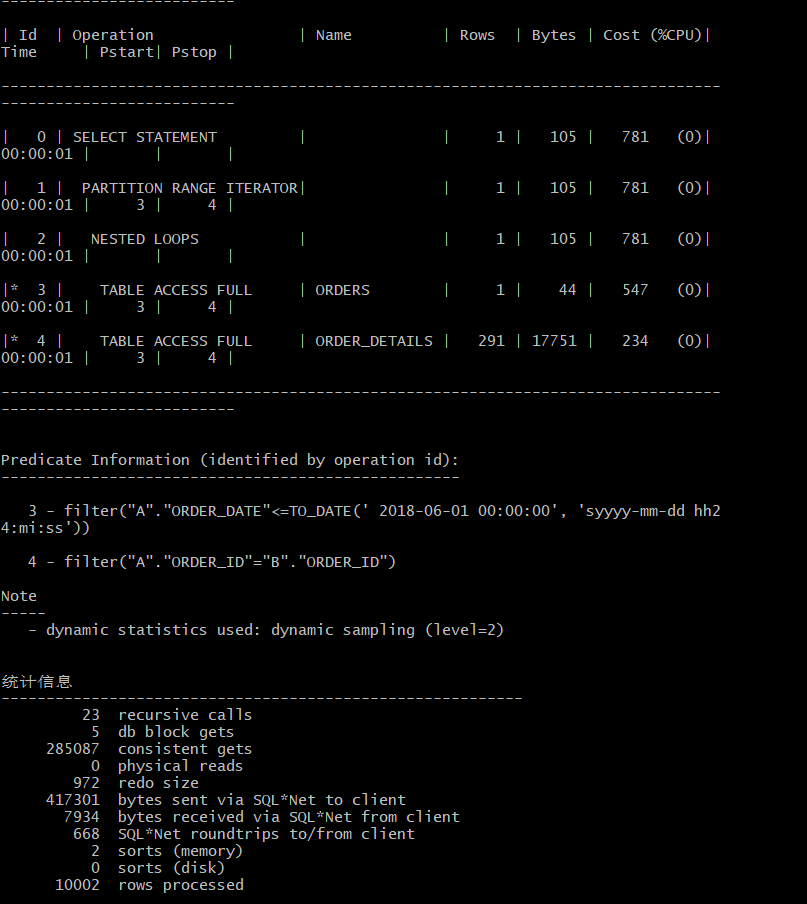 --------------------------
| Id  | Operation                | Name          | Rows  | Bytes | Cost (%CPU)|
Time     | Pstart| Pstop |
--------------------------------------------------------------------------------
--------------------------
|   0 | SELECT STATEMENT         |               |     1 |   105 |   781   (0)|
00:00:01 |       |       |
|   1 |  PARTITION RANGE ITERATOR|               |     1 |   105 |   781   (0)|
00:00:01 |     3 |     4 |
|   2 |   NESTED LOOPS           |               |     1 |   105 |   781   (0)|
00:00:01 |       |       |
|*  3 |    TABLE ACCESS FULL     | ORDERS        |     1 |    44 |   547   (0)|
00:00:01 |     3 |     4 |
|*  4 |    TABLE ACCESS FULL     | ORDER_DETAILS |   291 | 17751 |   234   (0)|
00:00:01 |     3 |     4 |
--------------------------------------------------------------------------------
--------------------------
Predicate Information (identified by operation id):
---------------------------------------------------
   3 - filter("A"."ORDER_DATE"<=TO_DATE(' 2018-06-01 00:00:00', 'syyyy-mm-dd hh2
4:mi:ss'))
   4 - filter("A"."ORDER_ID"="B"."ORDER_ID")
Note
-----
   - dynamic statistics used: dynamic sampling (level=2)
统计信息
----------------------------------------------------------
         23  recursive calls
          5  db block gets
     285087  consistent gets
          0  physical reads
        972  redo size
     417301  bytes sent via SQL*Net to client
       7934  bytes received via SQL*Net from client
        668  SQL*Net roundtrips to/from client
          2  sorts (memory)
          0  sorts (disk)
      10002  rows processed